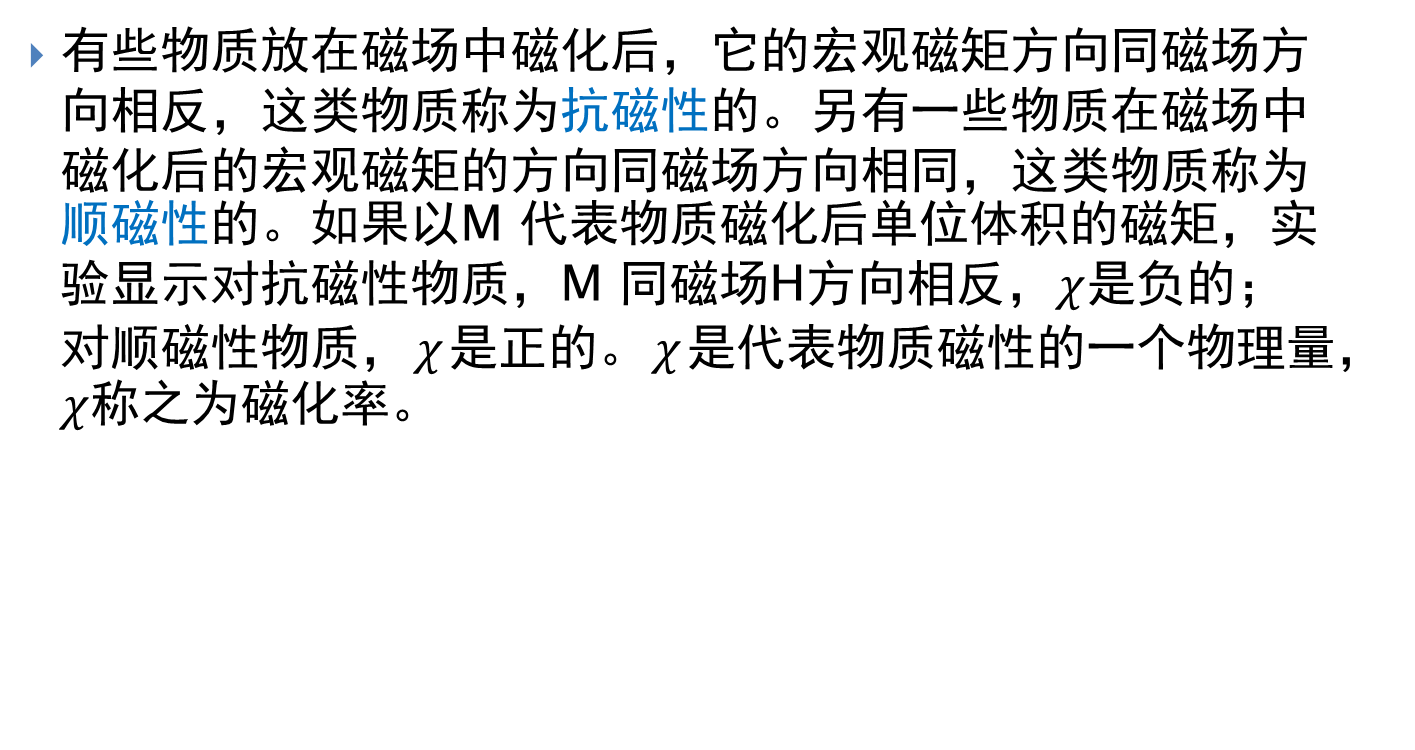 有些物质放在磁场中磁化后，它的宏观磁矩方向同磁场方
向相反，这类物质称为抗磁性的。另有一些物质在磁场中
磁化后的宏观磁矩的方向同磁场方向相同，这类物质称为
顺磁性的。如果以M 代表物质磁化后单位体积的磁矩，实
验显示对抗磁性物质，M 同磁场H方向相反，χ是负的；
对顺磁性物质，χ是正的。χ是代表物质磁性的一个物理量，
χ称之为磁化率。